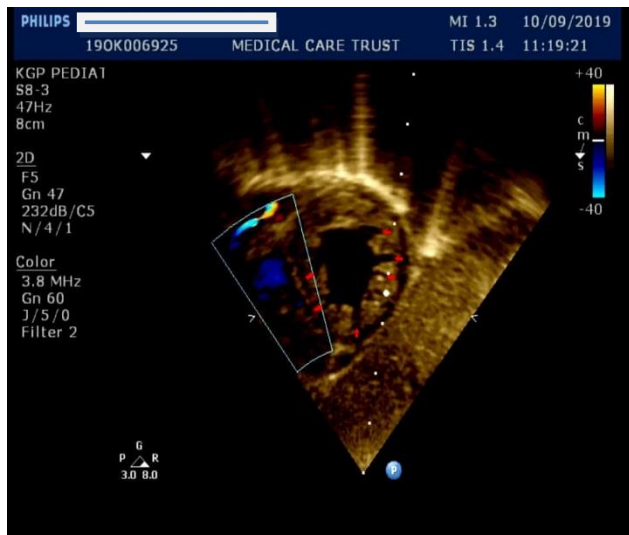 PHILIPS MI 1.3 10/09/2019
190K006925 MEDICAL CARE TRUST TIS 1.4 11:19:21
KGP PEDIAT
S8-3
47Hz
8cm
2D
F5
Gn 47
232dB/C5
N/4/1
Color
3.8 MHz
Gn 60
J/5/0
Filter 2
+40
c
m
/
s
-40
G
P R
3.0 8.0
P